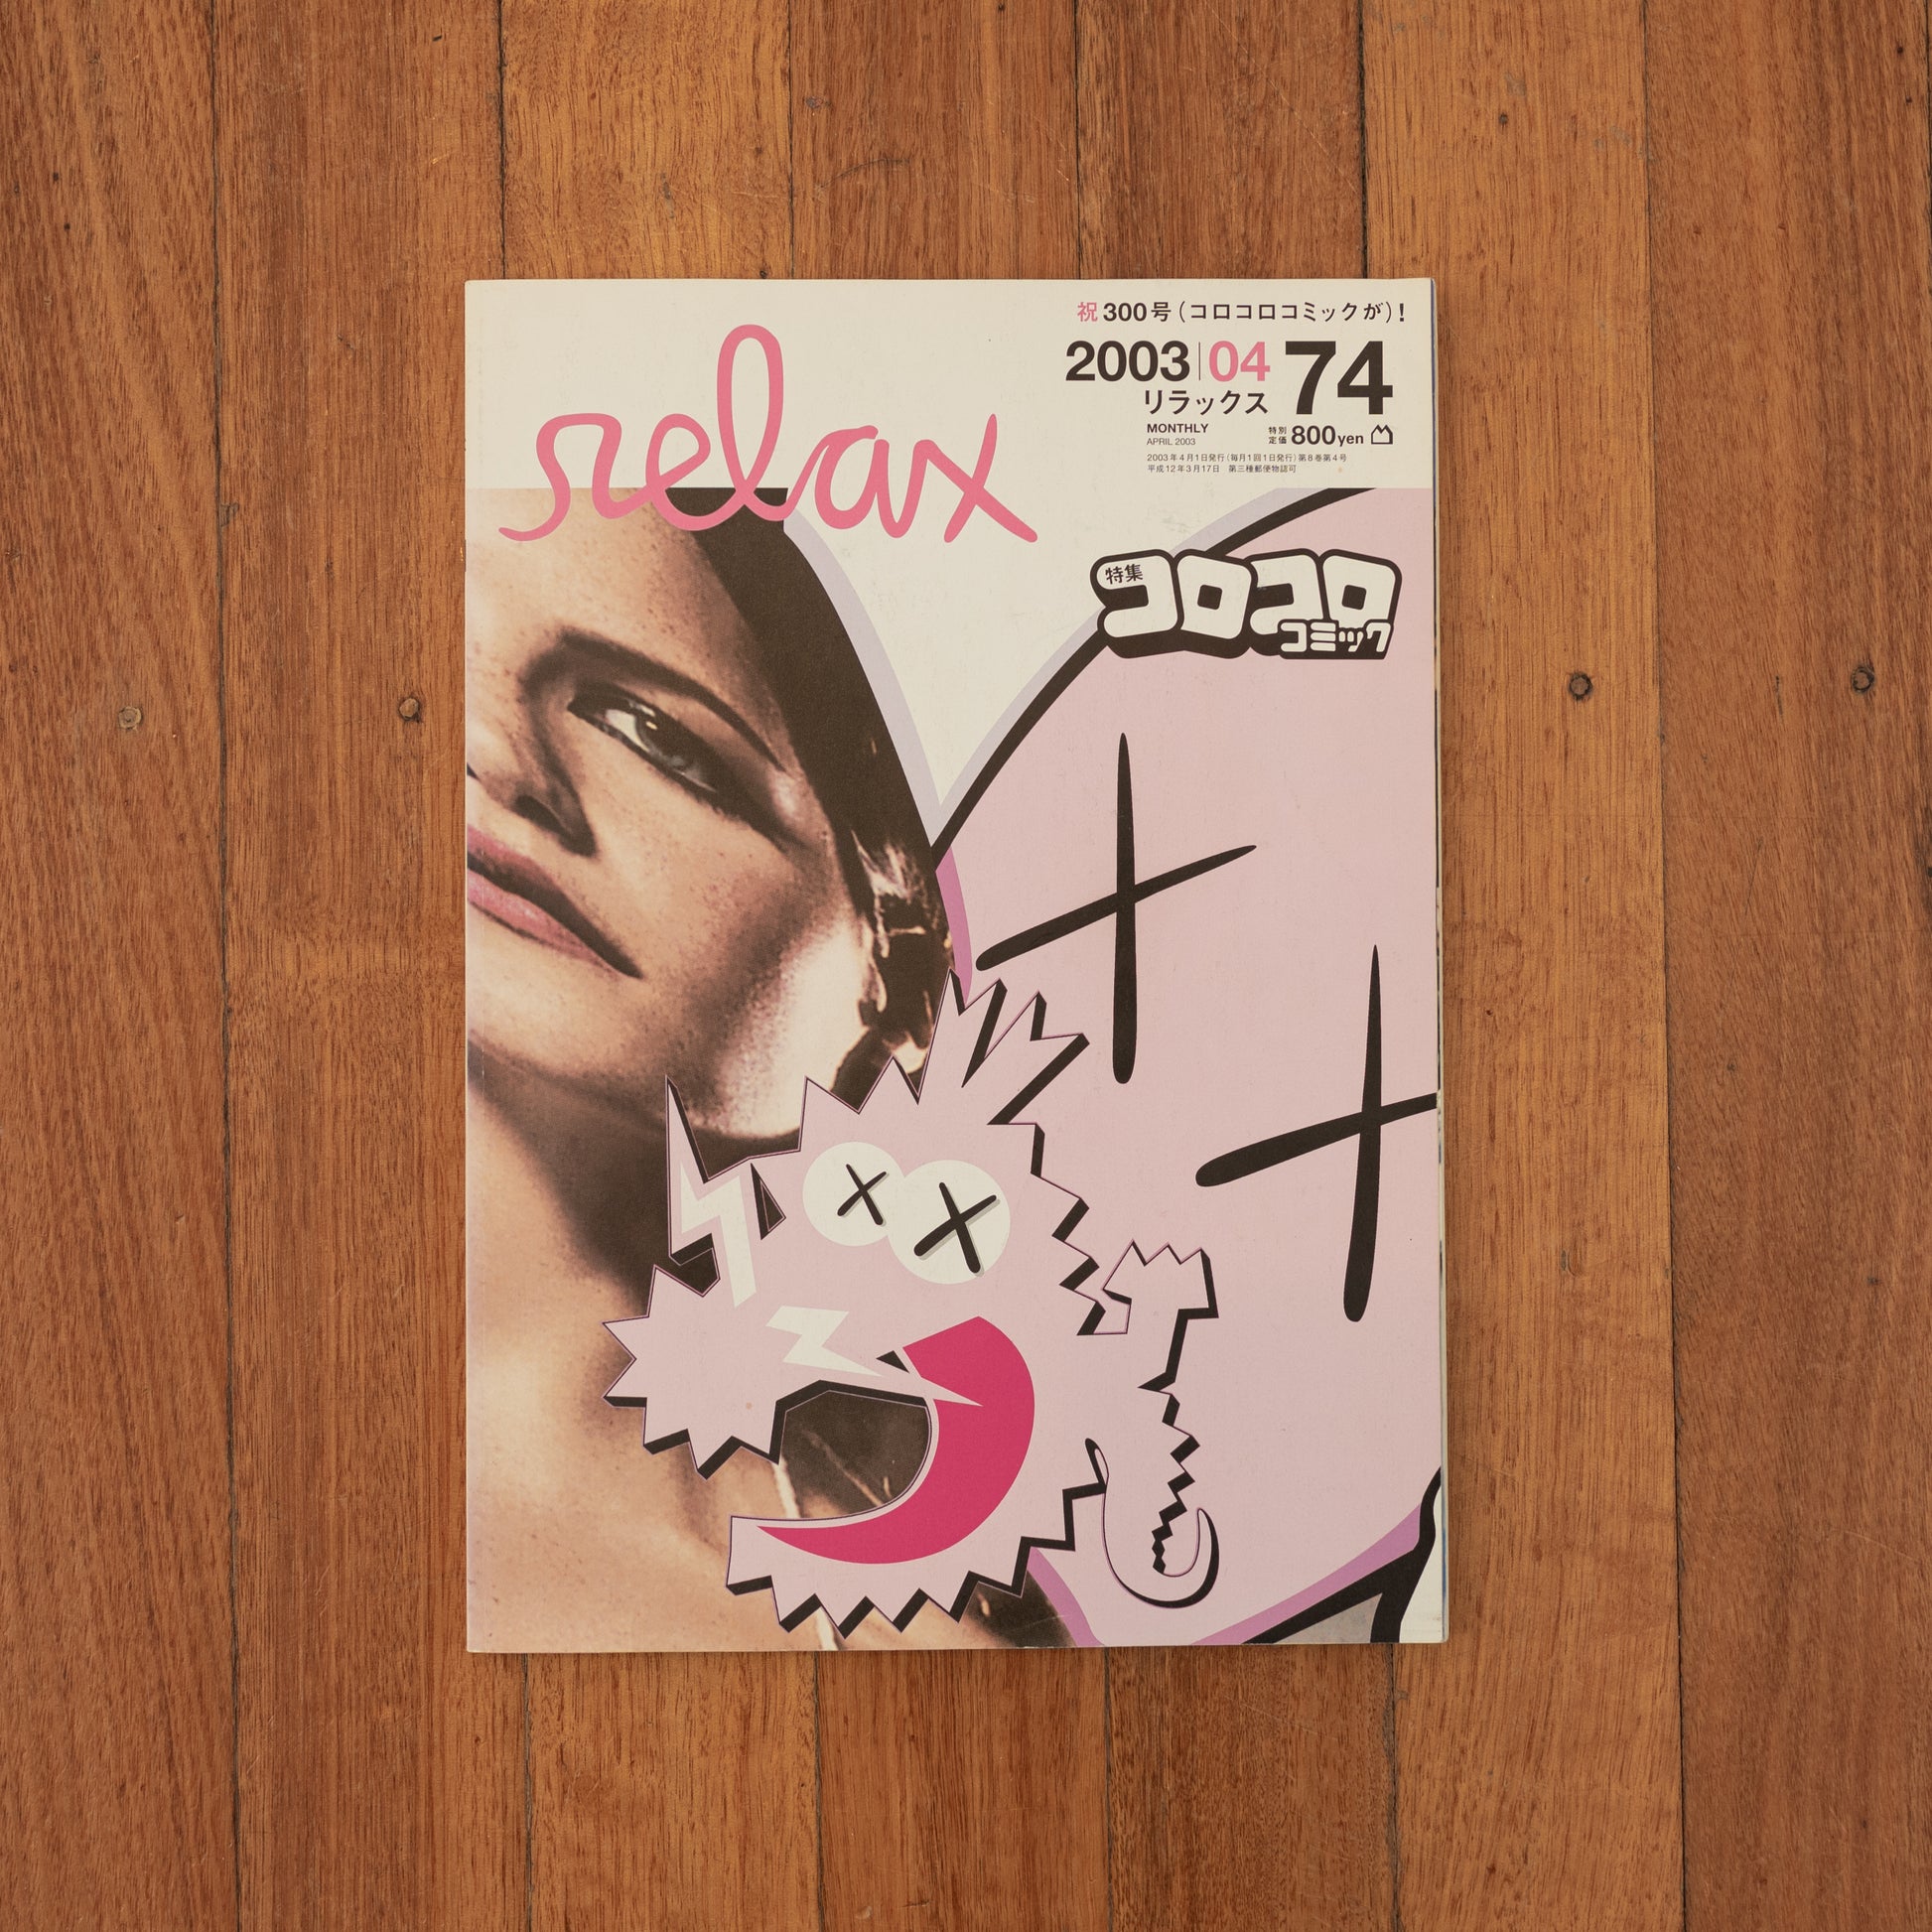 祝300号(コロコロコミックが)!
relax
2003|04 74
リラックス
MONTHLY
APRIL 2003
特別定価 800yen
2003年4月1日発行(毎月1回1日発行)第8巻第4号
平成12年3月17日 第三種郵便物認可
特集
コロコロ
コミック